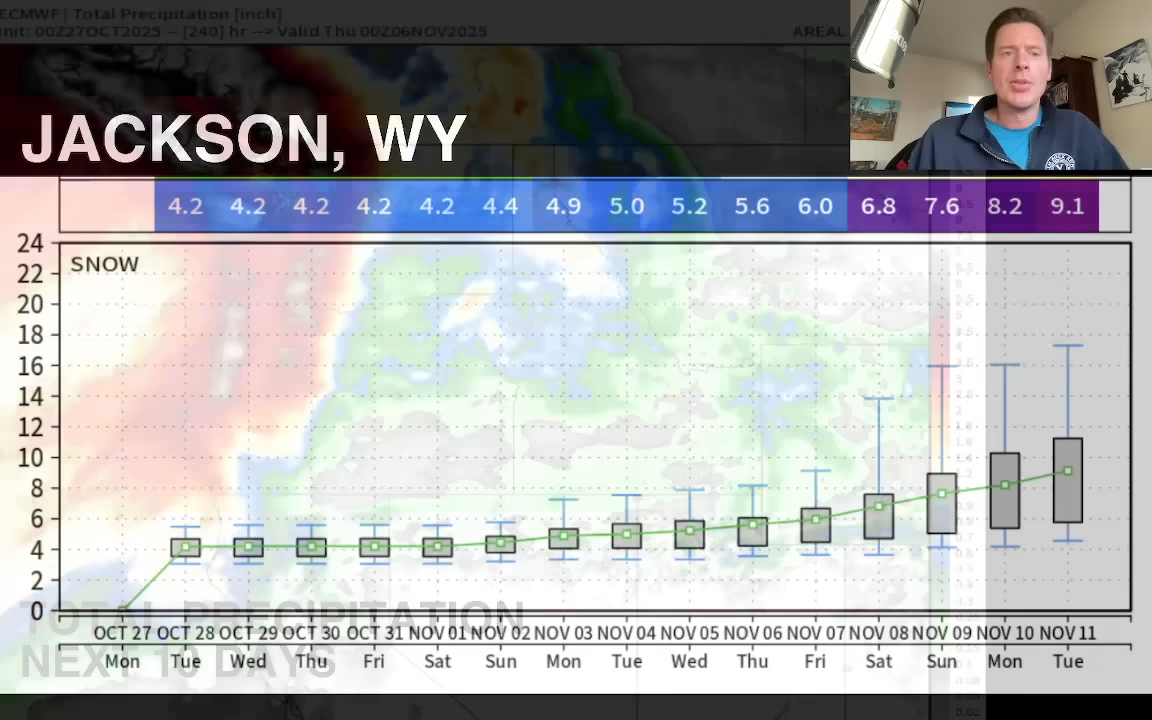 ECMWF | Total Precipitation [inch]
Init: 00Z27OCT2025 -- [240] hr --> Valid Thu 00Z06NOV2025
AREAL
JACKSON, WY
4.2 4.2 4.2 4.2 4.2 4.4 4.9 5.0 5.2 5.6 6.0 6.8 7.6 8.2 9.1
SNOW
24
22
20
18
16
14
12
10
8
6
4
2
0
TOTAL PRECIPITATION
OCT 27 OCT 28 OCT 29 OCT 30 OCT 31 NOV 01 NOV 02 NOV 03 NOV 04 NOV 05 NOV 06 NOV 07 NOV 08 NOV 09 NOV 10 NOV 11
Mon Tue Wed Thu Fri Sat Sun Mon Tue Wed Thu Fri Sat Sun Mon Tue
NEXT 10 DAYS
0.02